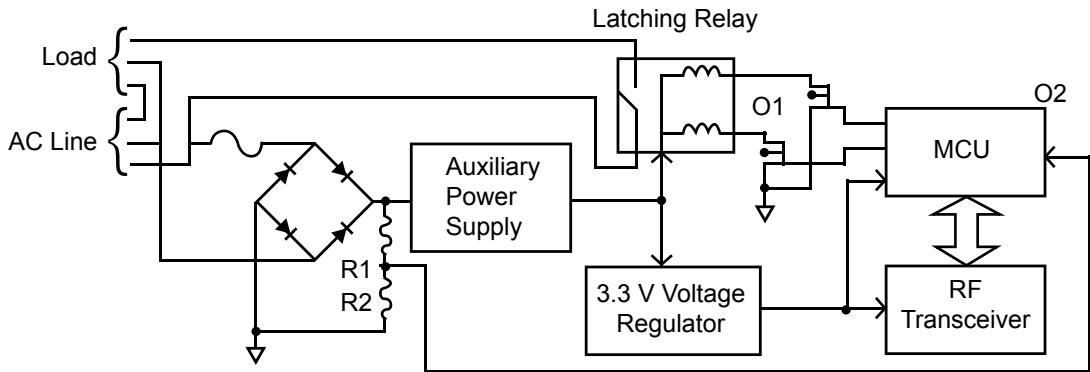 Latching Relay
Load
AC Line
O1
O2
MCU
Auxiliary
Power
Supply
R1
R2
3.3 V Voltage
Regulator
RF
Transceiver